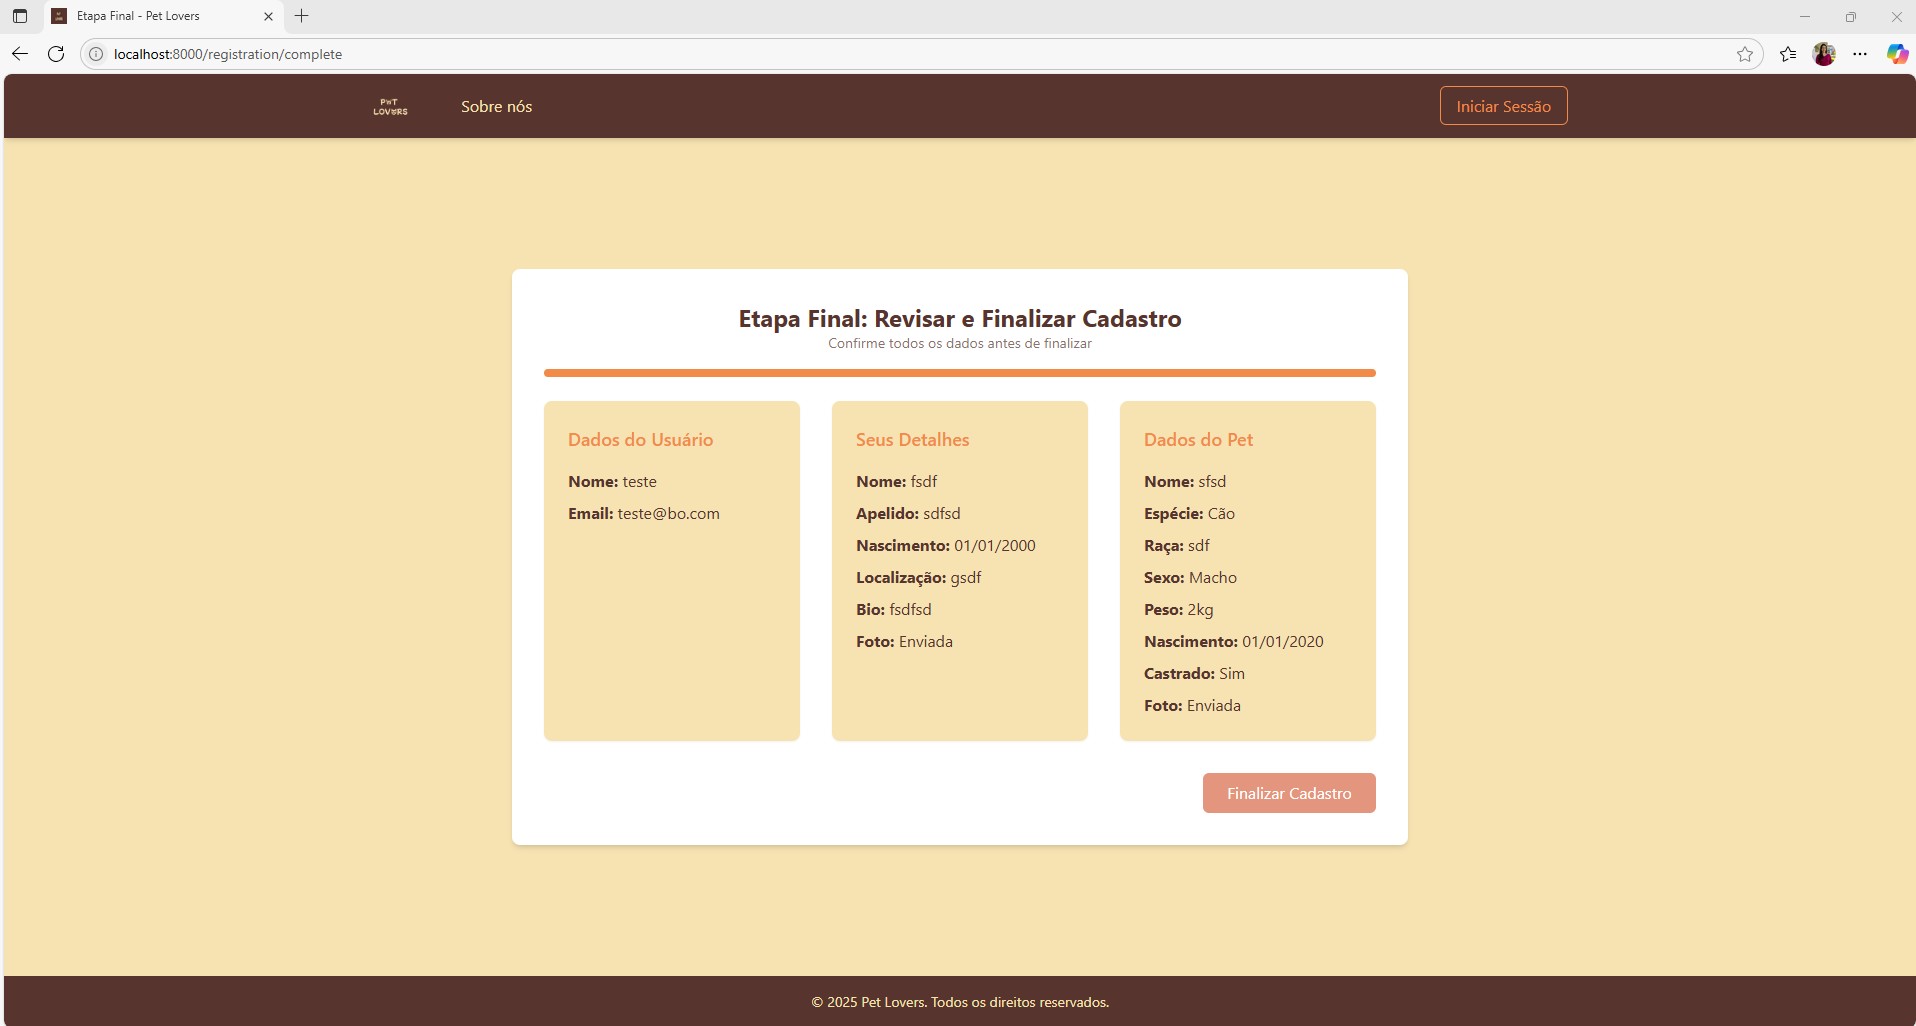 Etapa Final - Pet Lovers
localhost:8000/registration/complete
PWT
LOVERS
Sobre nós
Iniciar Sessão
Etapa Final: Revisar e Finalizar Cadastro
Confirme todos os dados antes de finalizar
Dados do Usuário
Nome: teste
Email: teste@bo.com
Seus Detalhes
Nome: fsdf
Apelido: sdfsd
Nascimento: 01/01/2000
Localização: gsdf
Bio: fsdfsd
Foto: Enviada
Dados do Pet
Nome: sfsd
Espécie: Cão
Raça: sdf
Sexo: Macho
Peso: 2kg
Nascimento: 01/01/2020
Castrado: Sim
Foto: Enviada
Finalizar Cadastro
© 2025 Pet Lovers. Todos os direitos reservados.